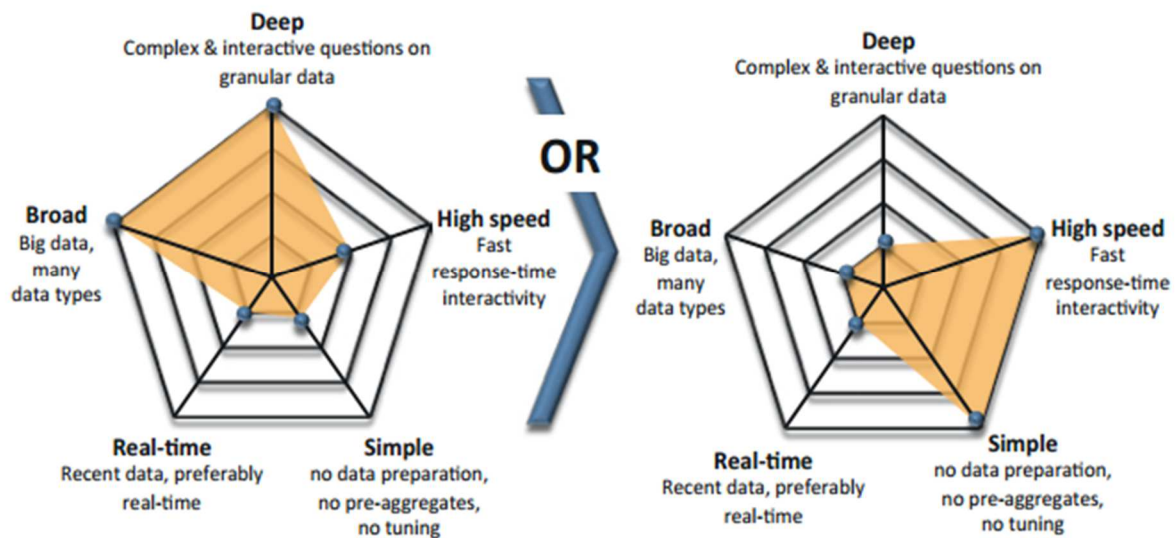 Deep
Complex & interactive questions on
granular data
Broad
Big data,
many
data types
High speed
Fast
response-time
interactivity
Real-time
Recent data, preferably
real-time
Simple
no data preparation,
no pre-aggregates,
no tuning
OR
Deep
Complex & interactive questions on
granular data
Broad
Big data,
many
data types
High speed
Fast
response-time
interactivity
Real-time
Recent data, preferably
real-time
Simple
no data preparation,
no pre-aggregates,
no tuning